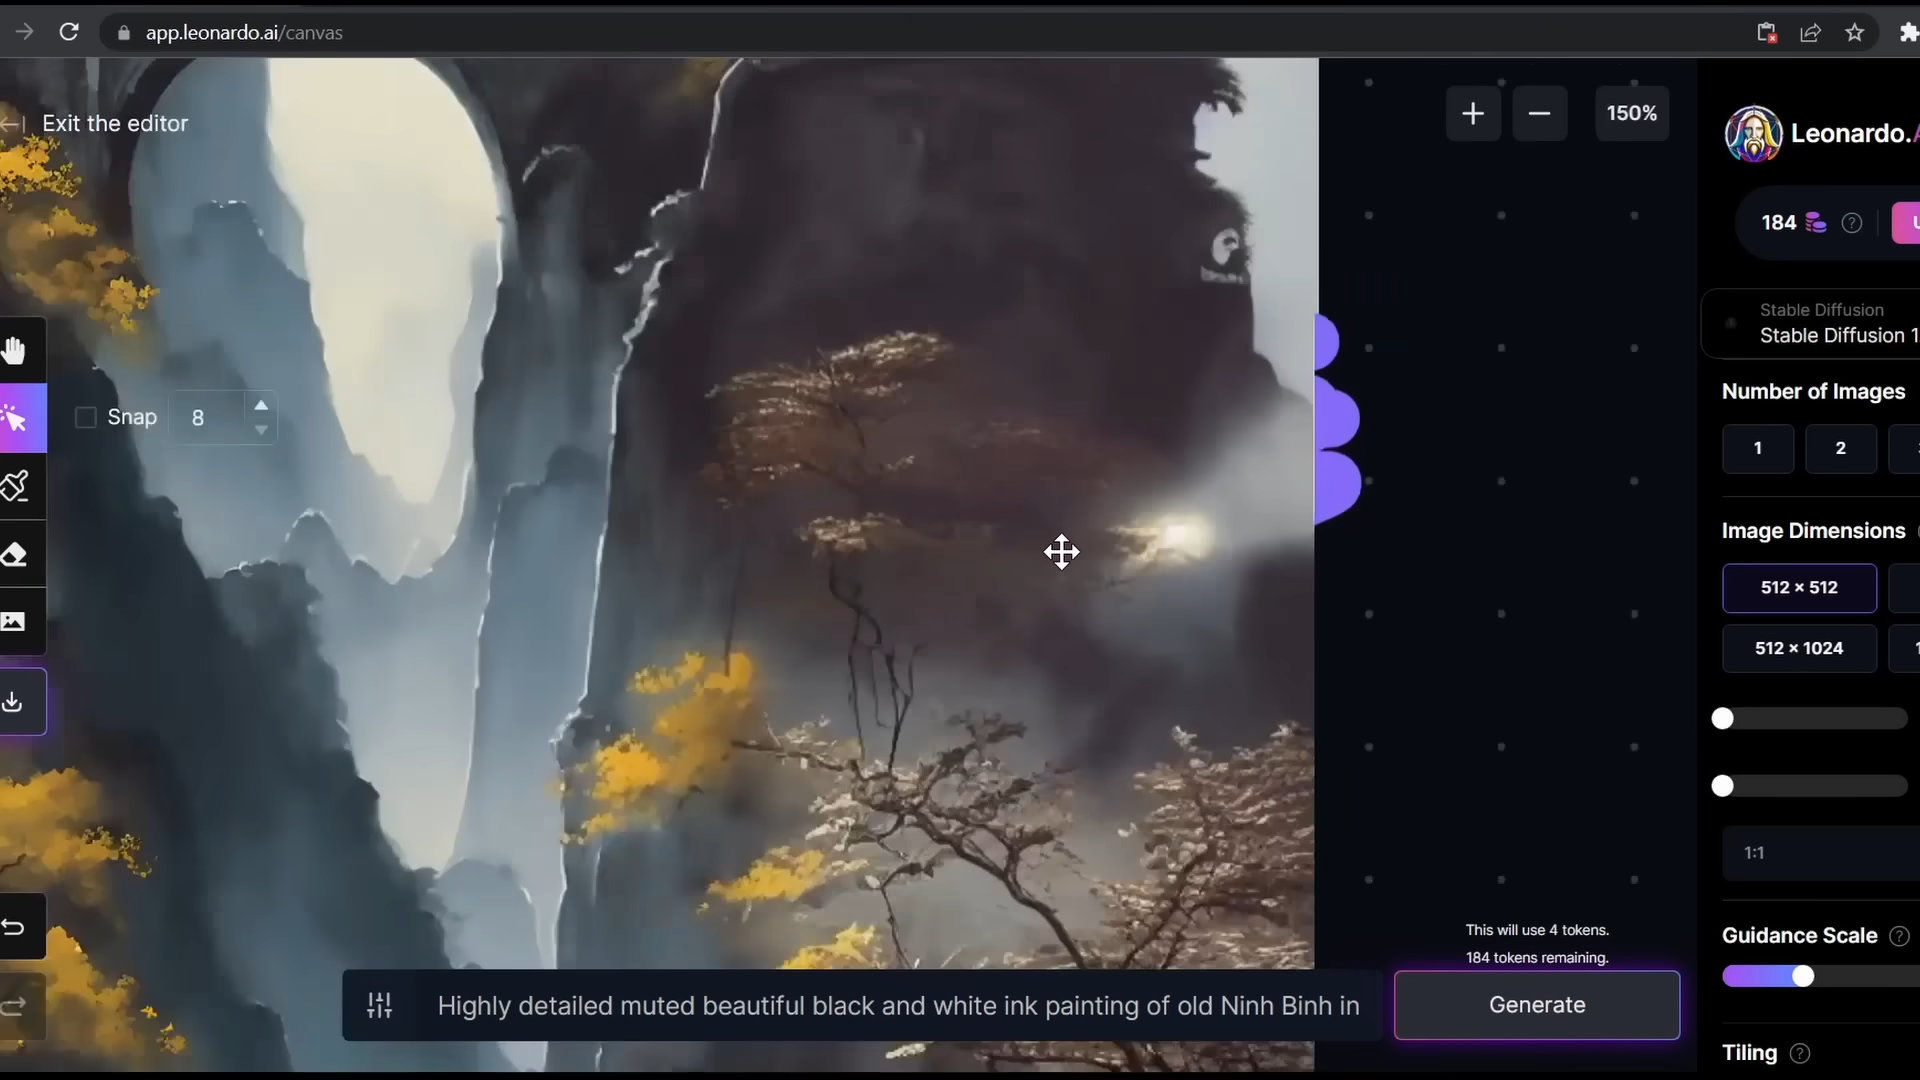 app.leonardo.ai/canvas
Exit the editor
150%
Leonardo.
184
Stable Diffusion
Stable Diffusion 1.
Number of Images
1
2
Snap
8
Image Dimensions
512 × 512
512 × 1024
1:1
This will use 4 tokens.
184 tokens remaining.
Guidance Scale
Highly detailed muted beautiful black and white ink painting of old Ninh Binh in
Generate
Tiling